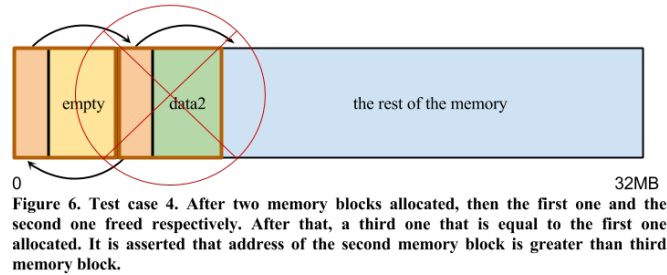 empty
data2
the rest of the memory
0
32MB
Figure 6. Test case 4. After two memory blocks allocated, then the first one and the
second one freed respectively. After that, a third one that is equal to the first one
allocated. It is asserted that address of the second memory block is greater than third
memory block.